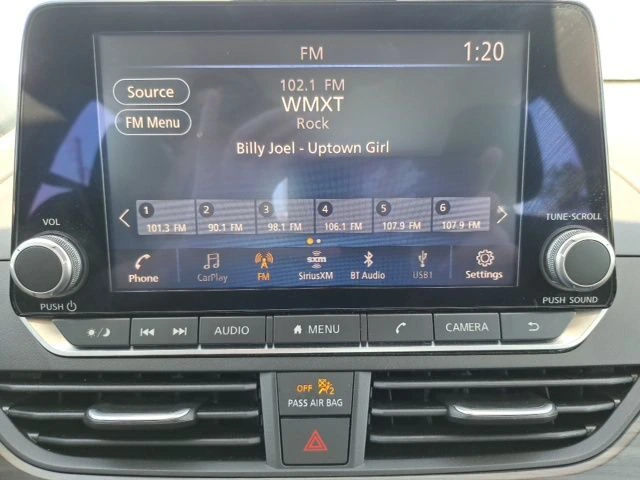 FM 1:20
Source
FM Menu
102.1 FM
WMXT
Rock
Billy Joel - Uptown Girl
1 2 3 4 5 6
101.3 FM 90.1 FM 98.1 FM 106.1 FM 107.9 FM 107.9 FM
VOL
TUNE·SCROLL
sxm
Phone CarPlay FM SiriusXM BT Audio USB1 Settings
PUSH
PUSH SOUND
AUDIO MENU CAMERA
OFF 2
PASS AIR BAG